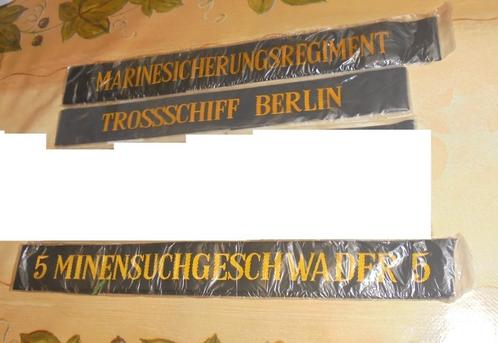 MARINESICHERUNGSREGIMENT
TROSSSCHIFF BERLIN
5 MINENSUCHGESCHWADER 5